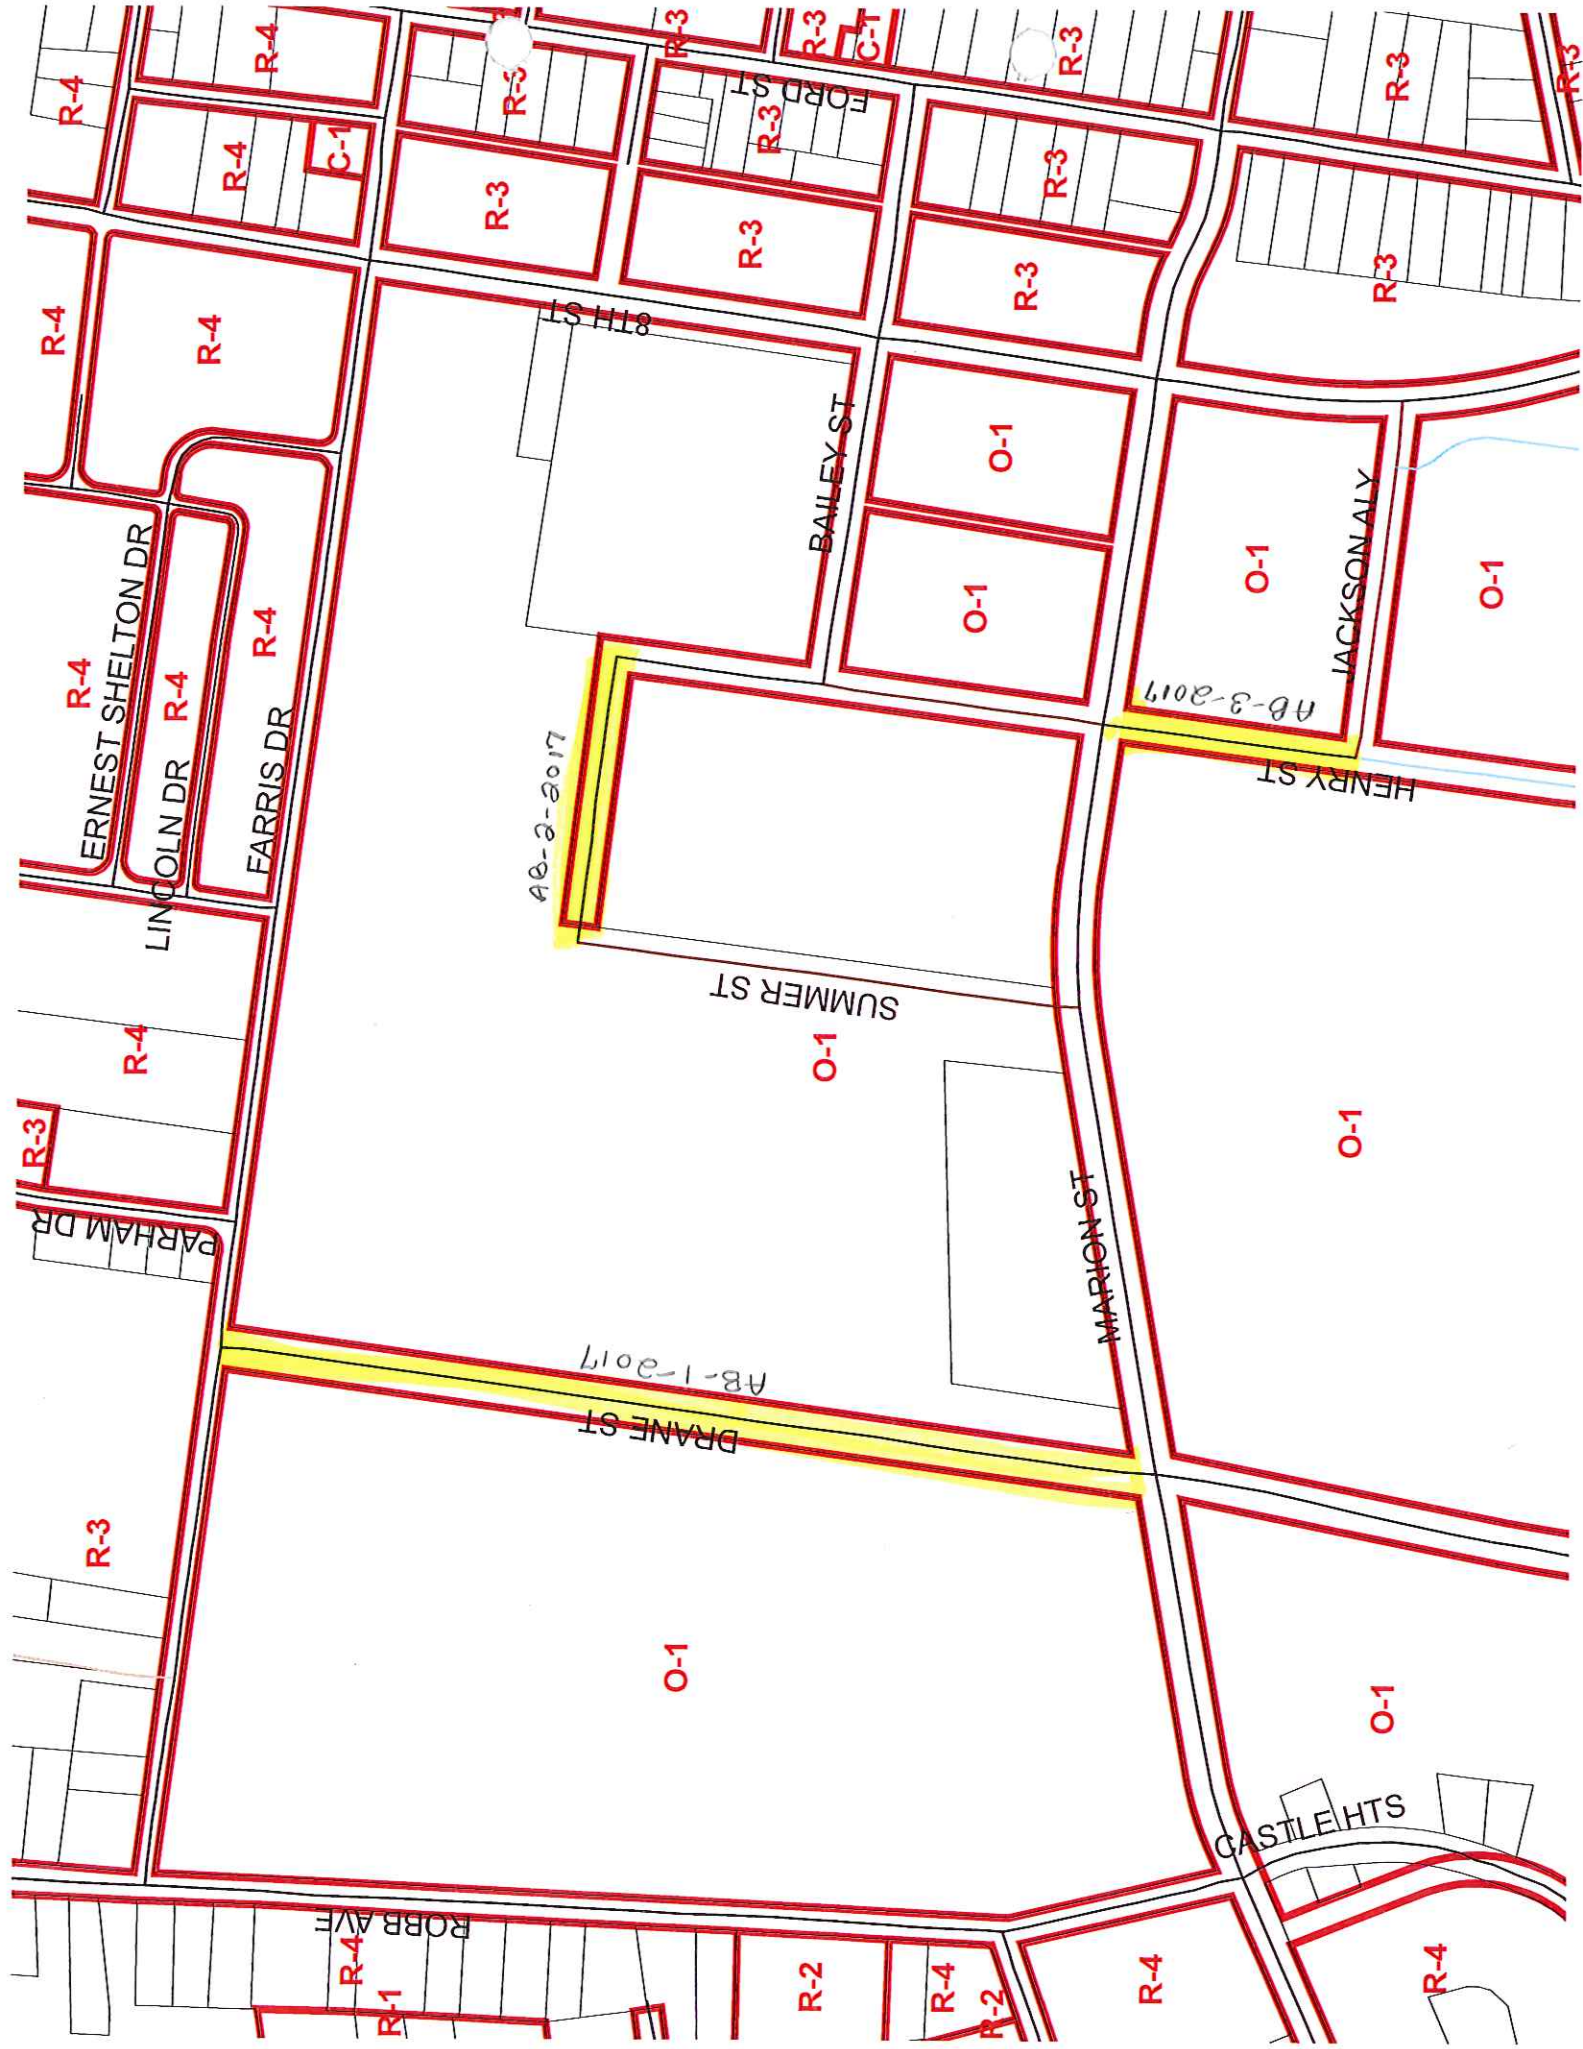 R-4
R-4
R-3
R-3
R-3
C-1
R-3
R-3
R-3
R-4
R-4
C-1
R-3
FORD ST
R-3
R-3
R-3
R-3
R-3
R-3
R-4
R-4
8TH ST
R-3
ERNEST SHELTON DR
R-4
R-4
R-4
LINCOLN DR
FARRIS DR
BAILEY ST
O-1
O-1
O-1
JACKSON ALY
O-1
AB-2-2017
AB-3-2017
HENRY ST
SUMMER ST
R-4
O-1
R-3
PARHAM DR
MARION ST
O-1
AB-1-2017
DRANE ST
R-3
O-1
O-1
CASTLE HTS
ROBB AVE
R-4
R-1
R-2
R-4
R-2
R-4
R-4